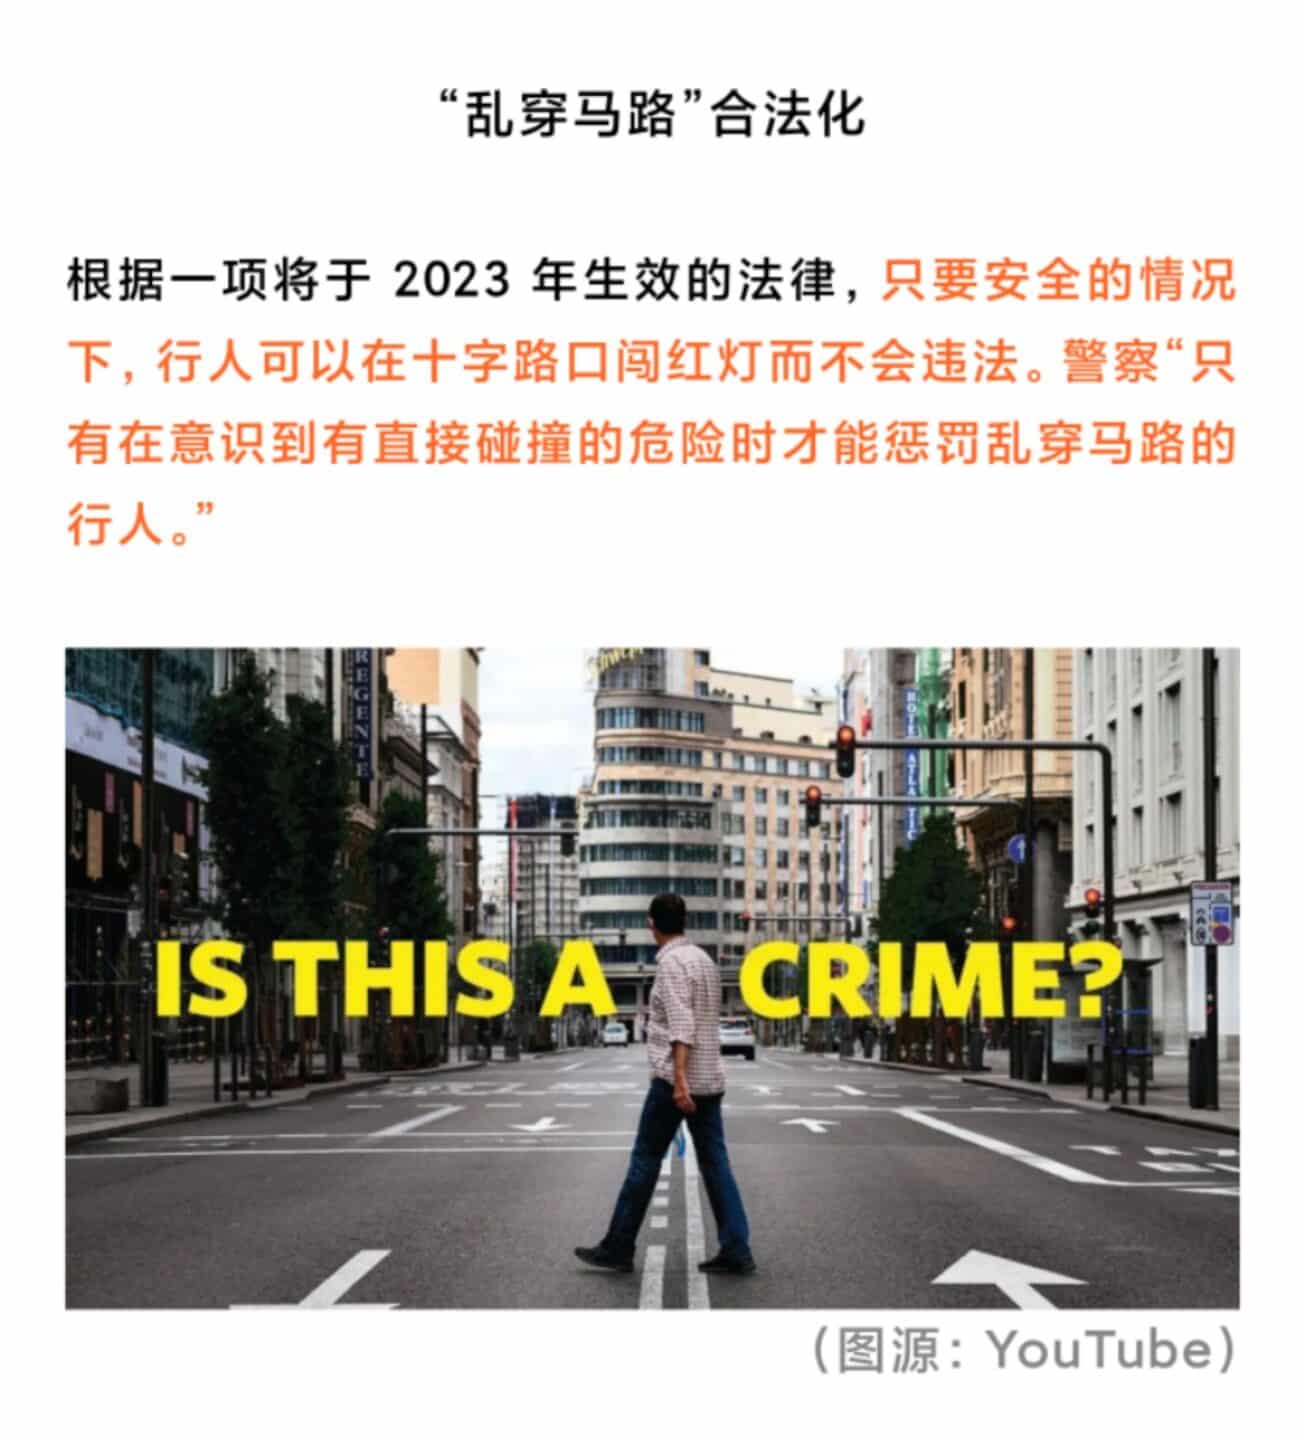 “乱穿马路”合法化
根据一项将于 2023 年生效的法律，只要安全的情况
下，行人可以在十字路口闯红灯而不会违法。警察“只
有在意识到有直接碰撞的危险时才能惩罚乱穿马路的
行人。”
REGENTE
HOTEL ATLANTIC
IS THIS A CRIME?
（图源：YouTube）